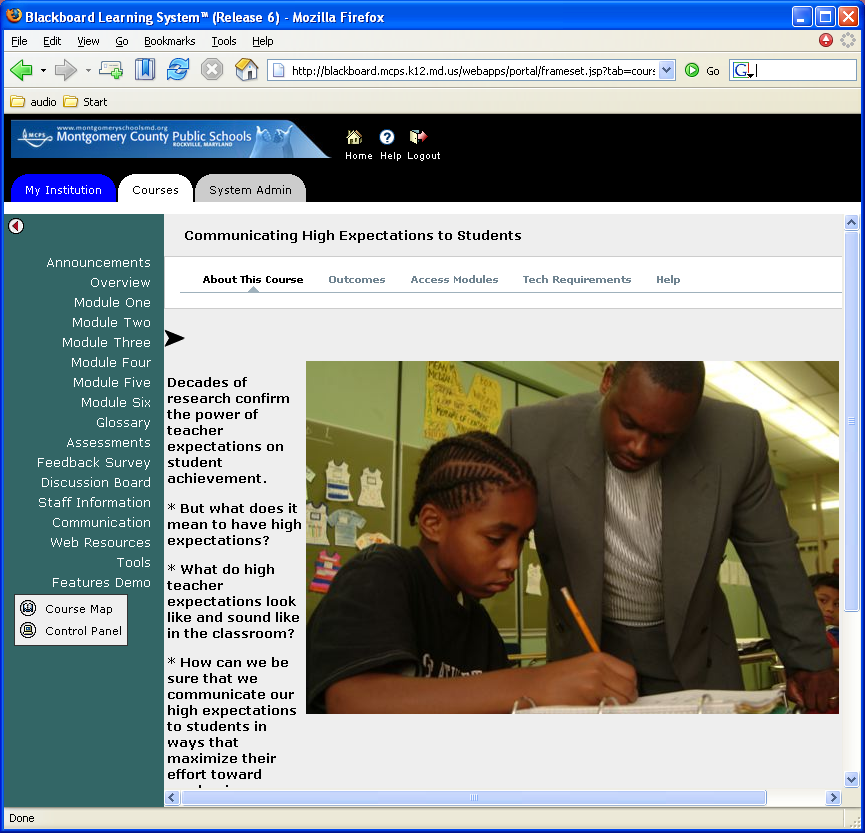 Blackboard Learning System™ (Release 6) - Mozilla Firefox
File Edit View Go Bookmarks Tools Help
http://blackboard.mcps.k12.md.us/webapps/portal/frameset.jsp?tab=cours
Go
G
audio Start
MCPS
www.montgomeryschoolsmd.org
Montgomery County Public Schools
ROCKVILLE, MARYLAND
Home Help Logout
My Institution Courses System Admin
Communicating High Expectations to Students
About This Course Outcomes Access Modules Tech Requirements Help
Announcements
Overview
Module One
Module Two
Module Three
Module Four
Module Five
Module Six
Glossary
Assessments
Feedback Survey
Discussion Board
Staff Information
Communication
Web Resources
Tools
Features Demo
Course Map
Control Panel
Decades of
research confirm
the power of
teacher
expectations on
student
achievement.
* But what does it
mean to have high
expectations?
* What do high
teacher
expectations look
like and sound like
in the classroom?
* How can we be
sure that we
communicate our
high expectations
to students in
ways that
maximize their
effort toward
Done